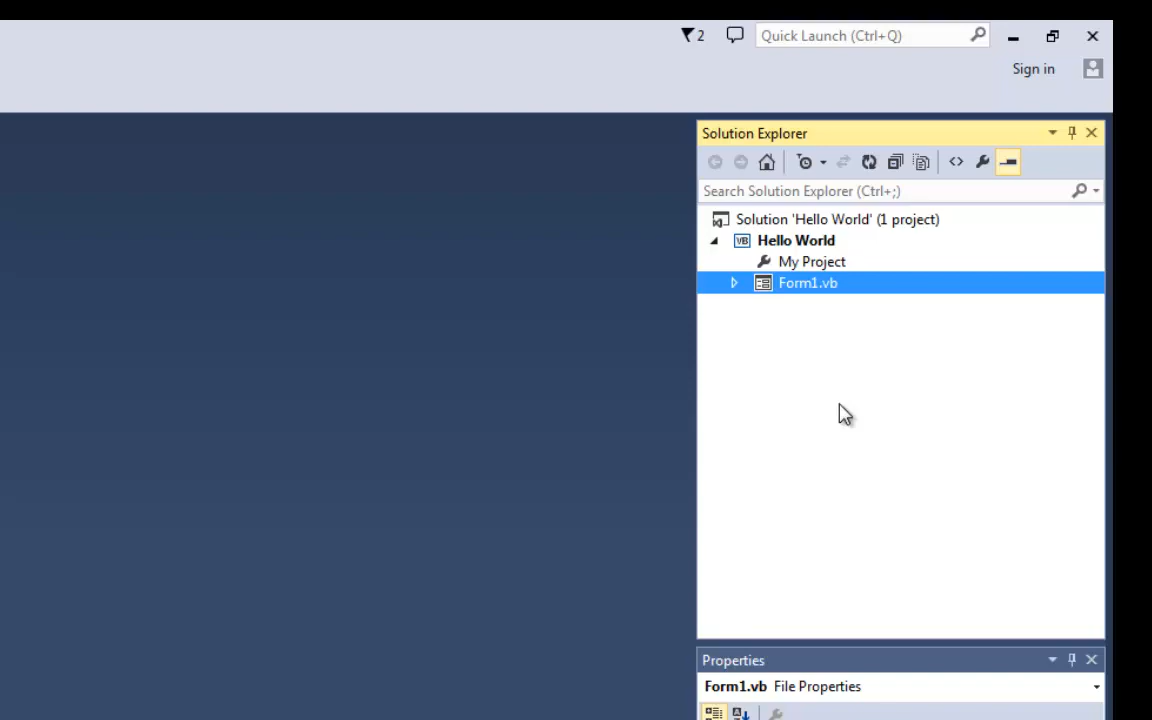 2
Quick Launch (Ctrl+Q)
Sign in
Solution Explorer
Search Solution Explorer (Ctrl+;)
Solution 'Hello World' (1 project)
VB Hello World
My Project
Form1.vb
Properties
Form1.vb File Properties